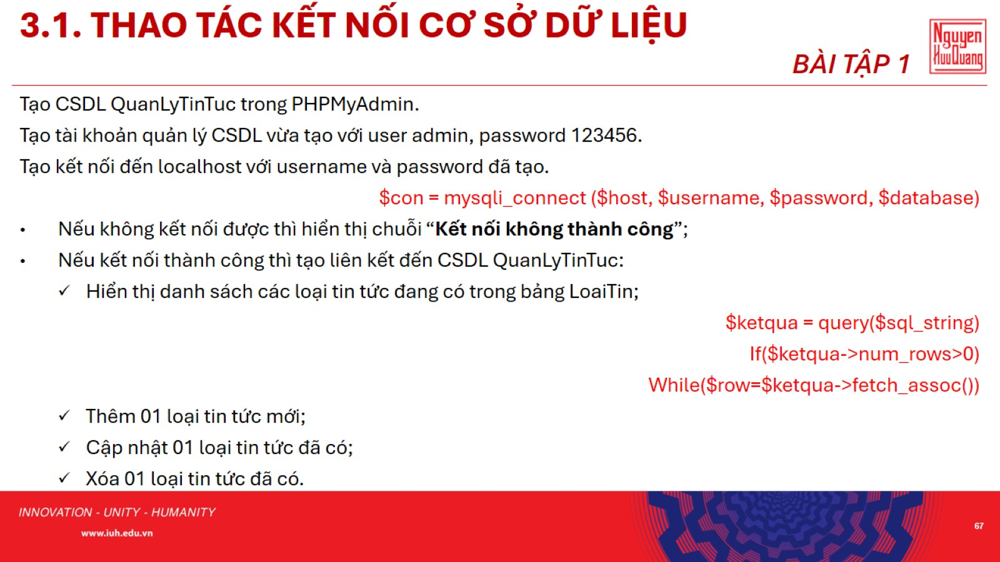 3.1. THAO TÁC KẾT NỐI CƠ SỞ DỮ LIỆU
BÀI TẬP 1
Nguyen
HuuQuang
Tạo CSDL QuanLyTinTuc trong PHPMyAdmin.
Tạo tài khoản quản lý CSDL vừa tạo với user admin, password 123456.
Tạo kết nối đến localhost với username và password đã tạo.
$con = mysqli_connect ($host, $username, $password, $database)
• Nếu không kết nối được thì hiển thị chuỗi “Kết nối không thành công”;
• Nếu kết nối thành công thì tạo liên kết đến CSDL QuanLyTinTuc:
✓ Hiển thị danh sách các loại tin tức đang có trong bảng LoaiTin;
$ketqua = query($sql_string)
If($ketqua->num_rows>0)
While($row=$ketqua->fetch_assoc())
✓ Thêm 01 loại tin tức mới;
✓ Cập nhật 01 loại tin tức đã có;
✓ Xóa 01 loại tin tức đã có.
INNOVATION - UNITY - HUMANITY
www.iuh.edu.vn
67